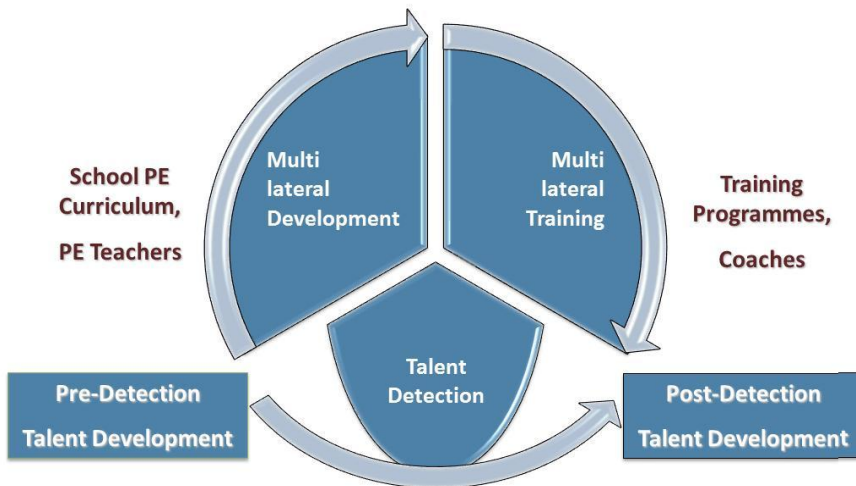 Multi
lateral
Development
Multi
lateral
Training
School PE
Curriculum,
PE Teachers
Training
Programmes,
Coaches
Talent
Detection
Pre-Detection
Talent Development
Post-Detection
Talent Development